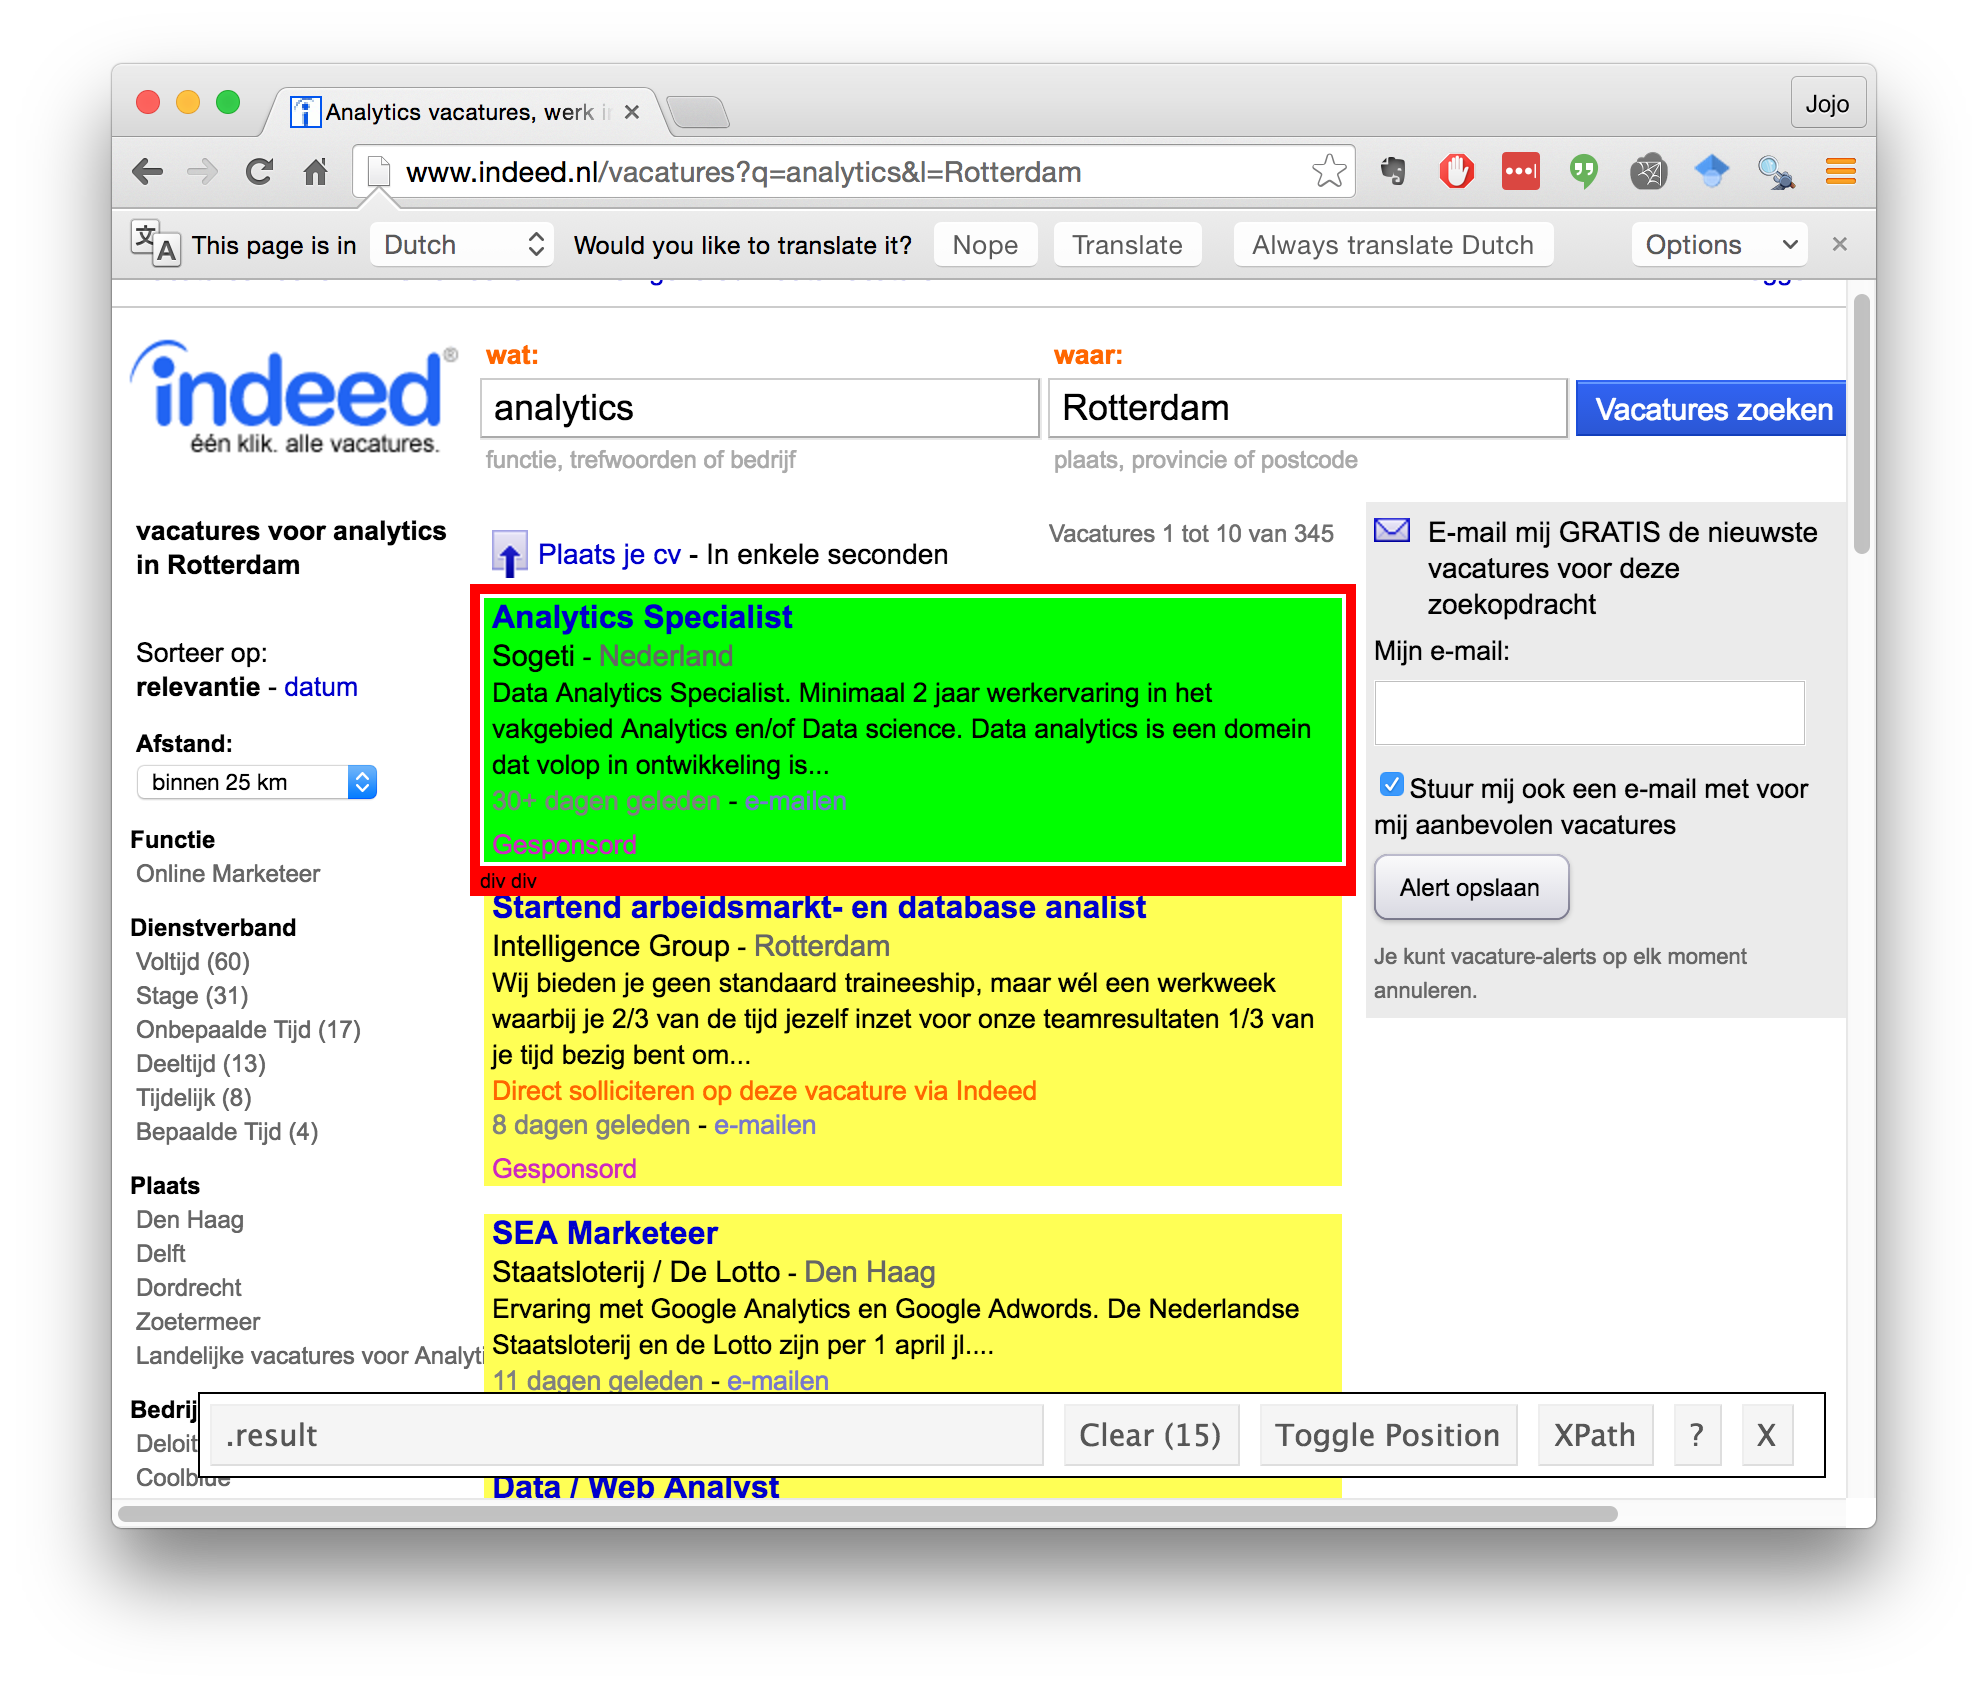 Analytics vacatures, werk i
Jojo
www.indeed.nl/vacatures?q=analytics&l=Rotterdam
This page is in
Dutch
Would you like to translate it?
Nope
Translate
Always translate Dutch
Options
indeed®
één klik. alle vacatures.
wat:
analytics
functie, trefwoorden of bedrijf
waar:
Rotterdam
plaats, provincie of postcode
Vacatures zoeken
vacatures voor analytics
in Rotterdam
Sorteer op:
relevantie - datum
Afstand:
binnen 25 km
Functie
Online Marketeer
Dienstverband
Voltijd (60)
Stage (31)
Onbepaalde Tijd (17)
Deeltijd (13)
Tijdelijk (8)
Bepaalde Tijd (4)
Plaats
Den Haag
Delft
Dordrecht
Zoetermeer
Landelijke vacatures voor Analyti
Bedrij
Deloit
Coolblue
Plaats je cv - In enkele seconden
Vacatures 1 tot 10 van 345
Analytics Specialist
Sogeti - Nederland
Data Analytics Specialist. Minimaal 2 jaar werkervaring in het
vakgebied Analytics en/of Data science. Data analytics is een domein
dat volop in ontwikkeling is...
30+ dagen geleden - e-mailen
Gesponsord
div div
Startend arbeidsmarkt- en database analist
Intelligence Group - Rotterdam
Wij bieden je geen standaard traineeship, maar wél een werkweek
waarbij je 2/3 van de tijd jezelf inzet voor onze teamresultaten 1/3 van
je tijd bezig bent om...
Direct solliciteren op deze vacature via Indeed
8 dagen geleden - e-mailen
Gesponsord
SEA Marketeer
Staatsloterij / De Lotto - Den Haag
Ervaring met Google Analytics en Google Adwords. De Nederlandse
Staatsloterij en de Lotto zijn per 1 april jl....
11 dagen geleden - e-mailen
Data / Web Analyst
E-mail mij GRATIS de nieuwste
vacatures voor deze
zoekopdracht
Mijn e-mail:
Stuur mij ook een e-mail met voor
mij aanbevolen vacatures
Alert opslaan
Je kunt vacature-alerts op elk moment
annuleren.
.result
Clear (15)
Toggle Position
XPath
?
X